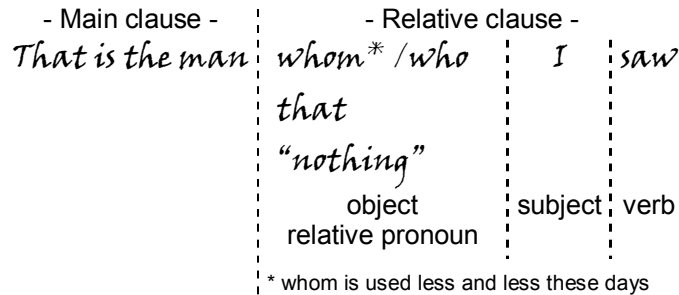 - Main clause - - Relative clause -
That is the man whom* /who I saw
that
“nothing”
object subject verb
relative pronoun
* whom is used less and less these days